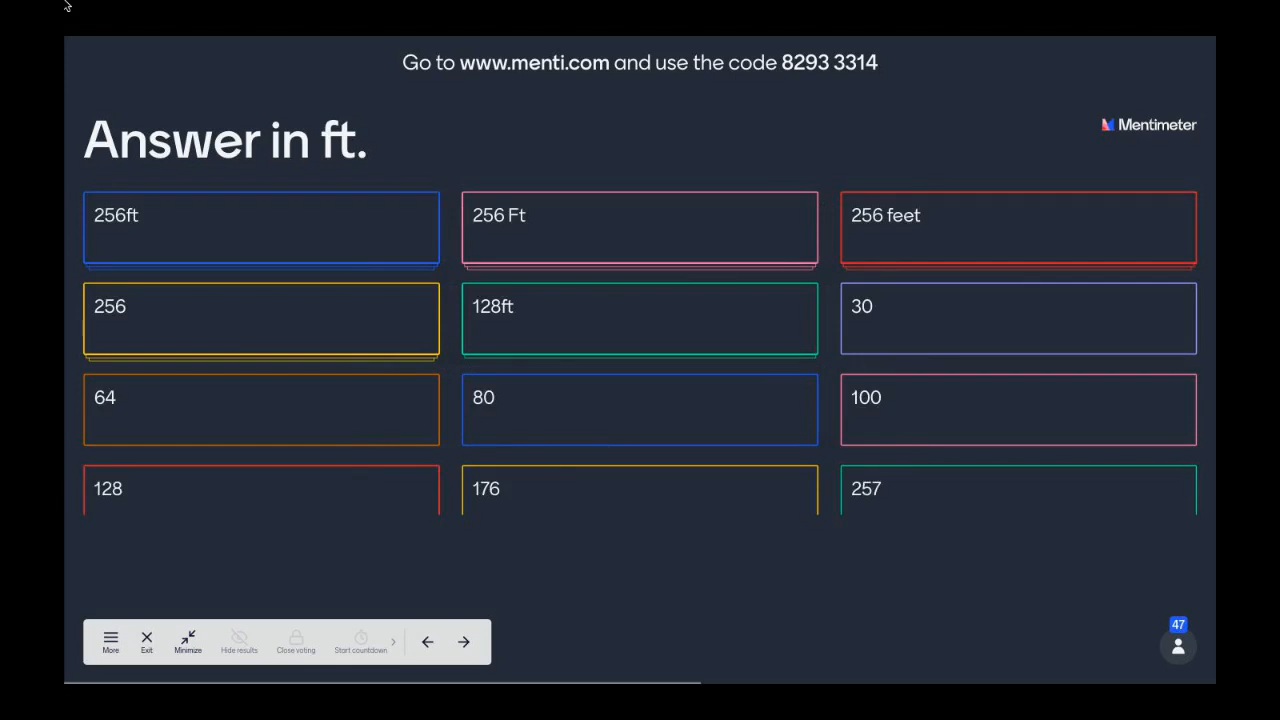 Go to www.menti.com and use the code 8293 3314
Answer in ft.
Mentimeter
256ft
256 Ft
256 feet
256
128ft
30
64
80
100
128
176
257
More
Exit
Minimize
Hide results
Close voting
Start countdown
47